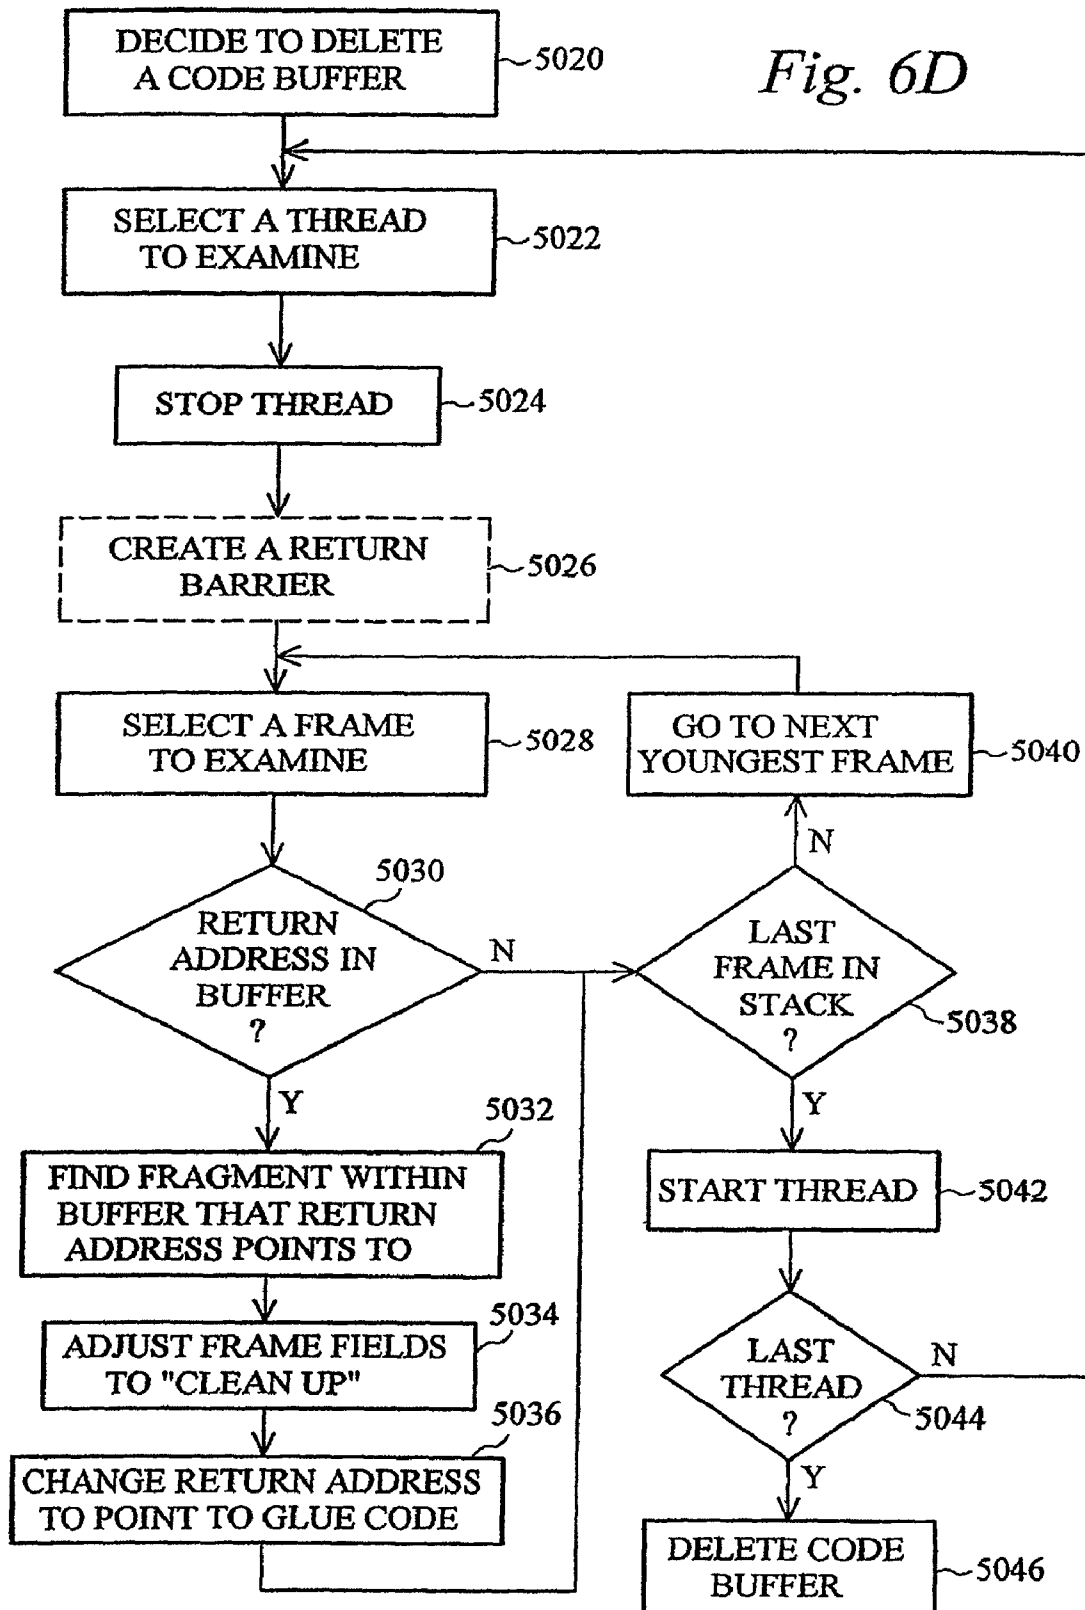 Fig. 6D
DECIDE TO DELETE
A CODE BUFFER
5020
SELECT A THREAD
TO EXAMINE
5022
STOP THREAD
5024
CREATE A RETURN
BARRIER
5026
SELECT A FRAME
TO EXAMINE
5028
GO TO NEXT
YOUNGEST FRAME
5040
N
5030
RETURN
ADDRESS IN
BUFFER
?
N
LAST
FRAME IN
STACK
?
5038
Y
Y
5032
FIND FRAGMENT WITHIN
BUFFER THAT RETURN
ADDRESS POINTS TO
START THREAD
5042
5034
ADJUST FRAME FIELDS
TO "CLEAN UP"
LAST
THREAD
?
N
5044
5036
CHANGE RETURN ADDRESS
TO POINT TO GLUE CODE
Y
DELETE CODE
BUFFER
5046